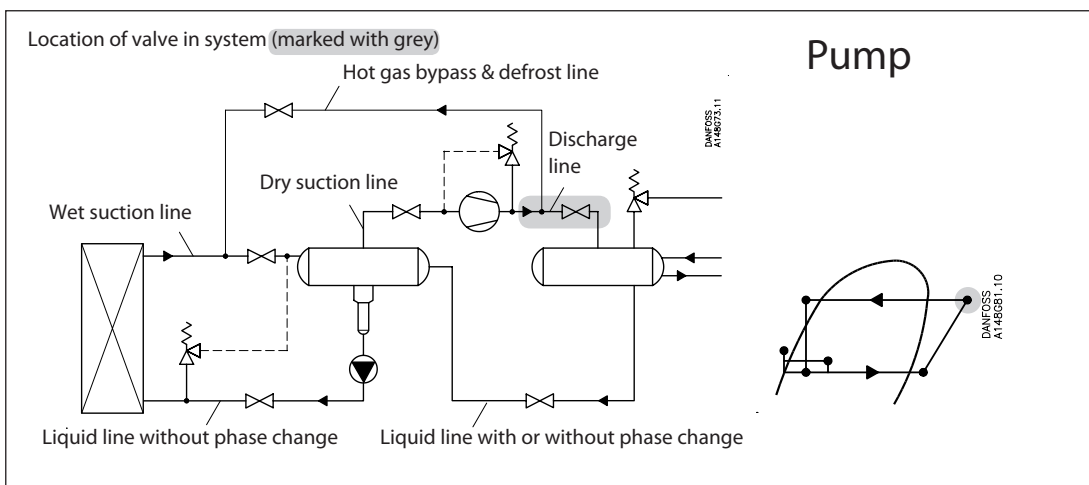 Location of valve in system (marked with grey)
Pump
Hot gas bypass & defrost line
DANFOSS
A148G73.11
Discharge
line
Dry suction line
Wet suction line
DANFOSS
A148G81.10
Liquid line without phase change
Liquid line with or without phase change